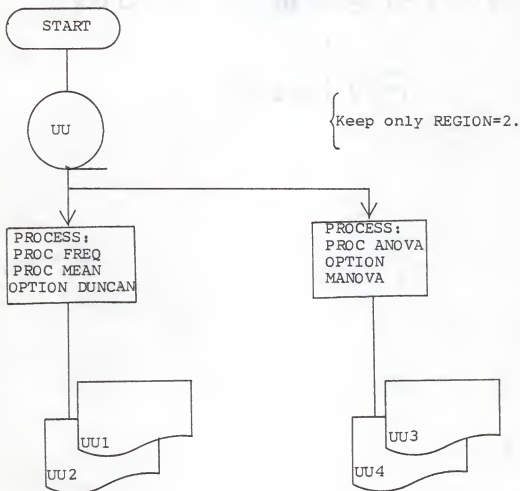 START
UU
Keep only REGION=2.
PROCESS:
PROC FREQ
PROC MEAN
OPTION DUNCAN
PROCESS:
PROC ANOVA
OPTION
MANOVA
UU1
UU2
UU3
UU4